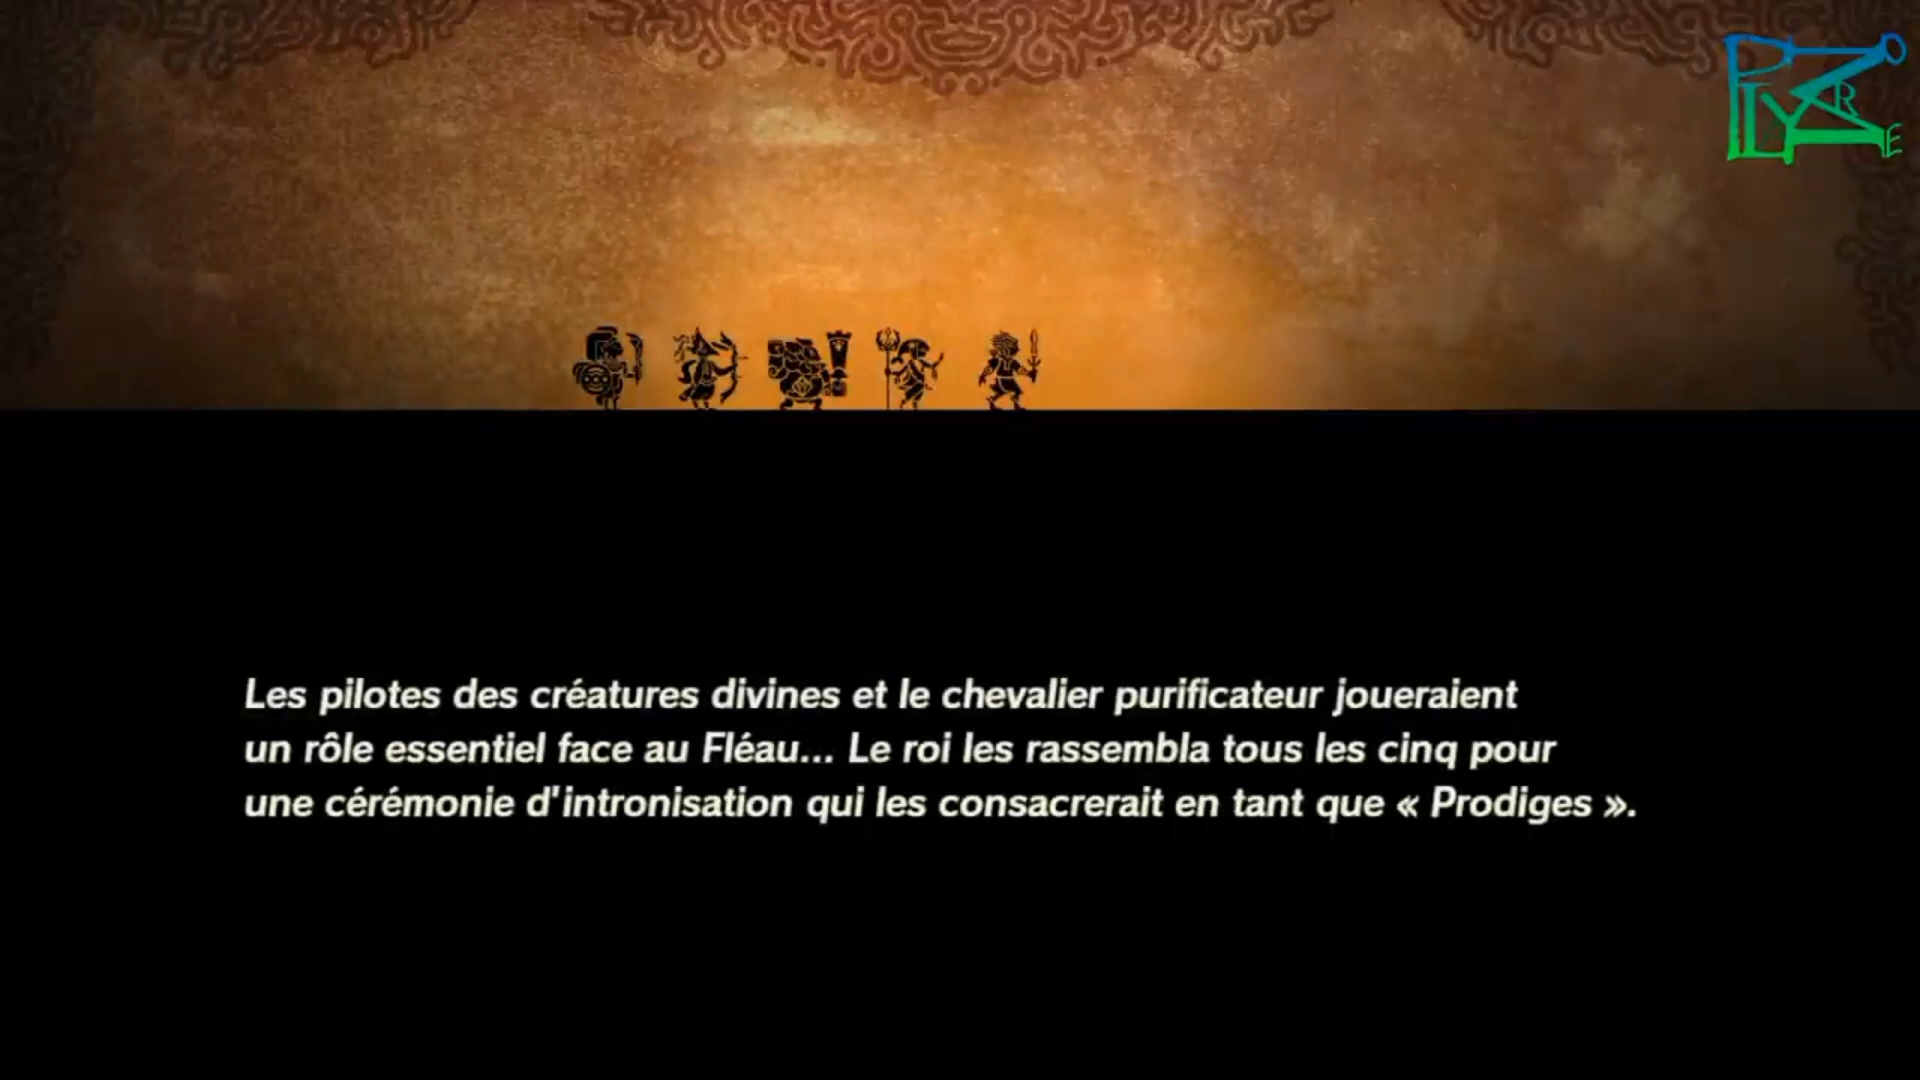 Les pilotes des créatures divines et le chevalier purificateur joueraient
un rôle essentiel face au Fléau... Le roi les rassembla tous les cinq pour
une cérémonie d'intronisation qui les consacrerait en tant que « Prodiges ».